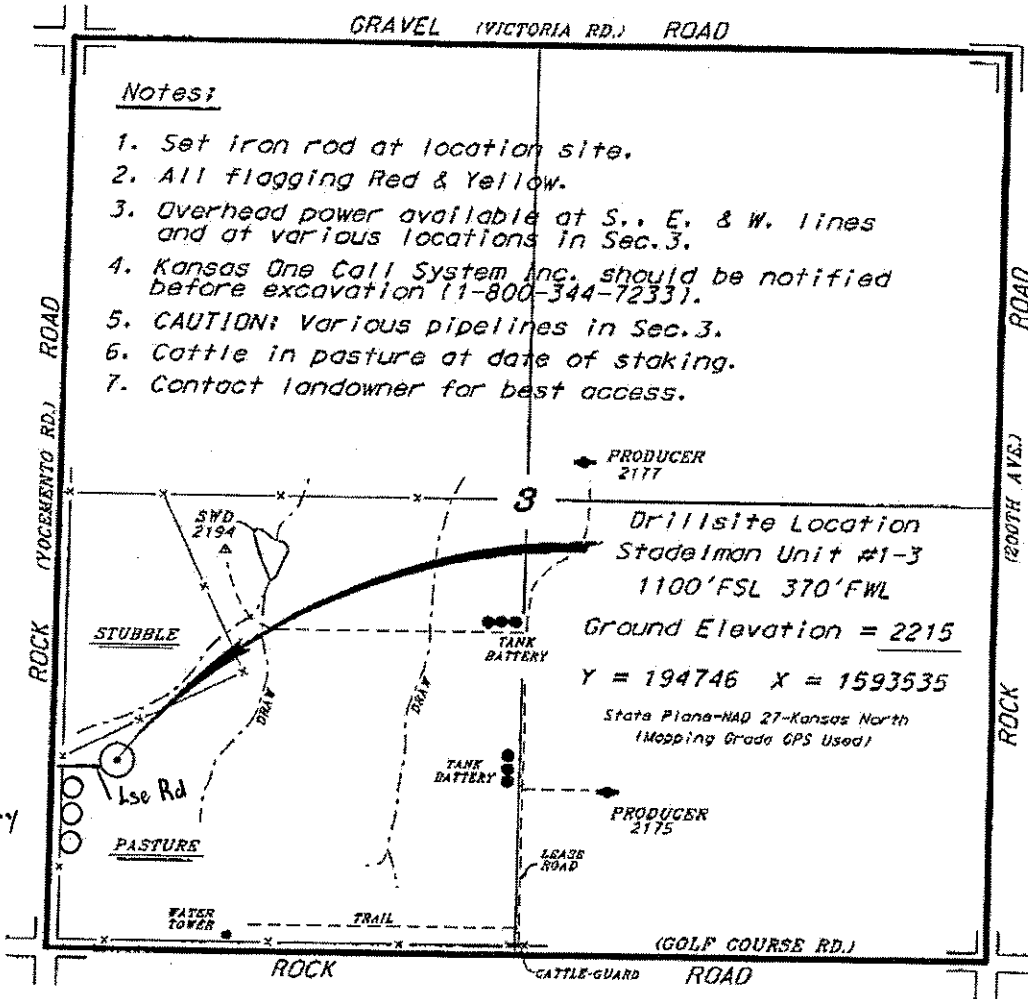 GRAVEL (VICTORIA RD.) ROAD
Notes:
1. Set iron rod at location site.
2. All flagging Red & Yellow.
3. Overhead power available at S., E. & W. lines
and at various locations in Sec.3.
4. Kansas One Call System Inc. should be notified
before excavation (1-800-344-7233).
5. CAUTION: Various pipelines in Sec.3.
6. Cattle in pasture at date of staking.
7. Contact landowner for best access.
ROCK (YOCEMENTO RD.) ROAD
ROCK (200TH AVE.) ROAD
PRODUCER
2177
3
SWD
2194
Drillsite Location
Stadelman Unit #1-3
1100'FSL 370'FWL
Ground Elevation = 2215
Y = 194746 X = 1593535
State Plane-NAD 27-Kansas North
(Mapping Grade GPS Used)
STUBBLE
TANK
BATTERY
DRAW
DRAW
TANK
BATTERY
Lse Rd
PRODUCER
2175
PASTURE
LEASE
ROAD
WATER
TOWER
TRAIL
(GOLF COURSE RD.)
ROCK
CATTLE-GUARD
ROAD